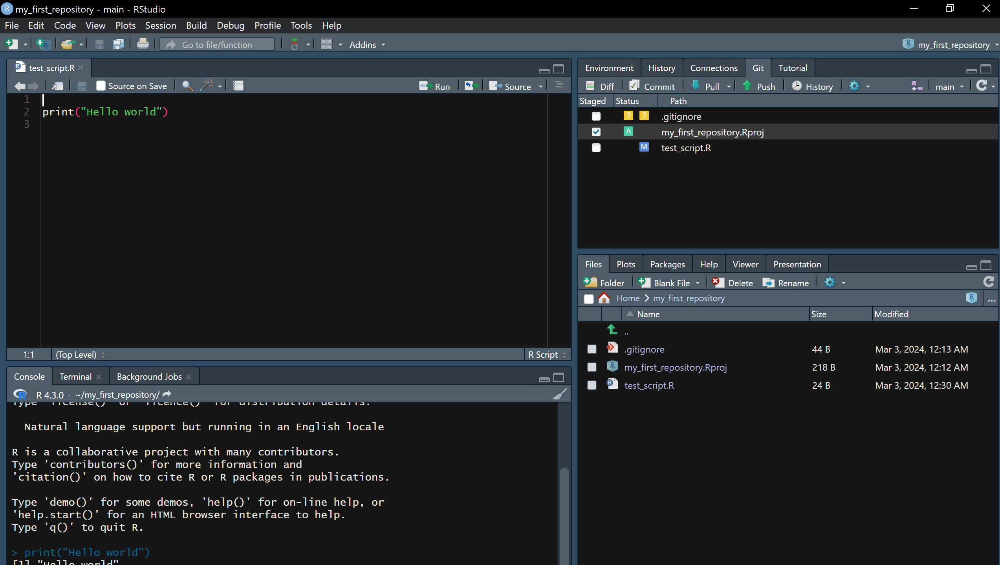 my_first_repository - main - RStudio
File Edit Code View Plots Session Build Debug Profile Tools Help
Go to file/function Addins my_first_repository
test_script.R
Source on Save Run Source
1
2 print("Hello world")
3
1:1 (Top Level) R Script
Console Terminal Background Jobs
R 4.3.0 · ~/my_first_repository/
Type 'license()' or 'licence()' for distribution details.
Natural language support but running in an English locale
R is a collaborative project with many contributors.
Type 'contributors()' for more information and
'citation()' on how to cite R or R packages in publications.
Type 'demo()' for some demos, 'help()' for on-line help, or
'help.start()' for an HTML browser interface to help.
Type 'q()' to quit R.
> print("Hello world")
[1] "Hello world"
Environment History Connections Git Tutorial
Diff Commit Pull Push History main
Staged Status Path
? ? .gitignore
A my_first_repository.Rproj
M test_script.R
Files Plots Packages Help Viewer Presentation
Folder Blank File Delete Rename
Home my_first_repository ...
Name Size Modified
..
.gitignore 44 B Mar 3, 2024, 12:13 AM
my_first_repository.Rproj 218 B Mar 3, 2024, 12:12 AM
test_script.R 24 B Mar 3, 2024, 12:30 AM